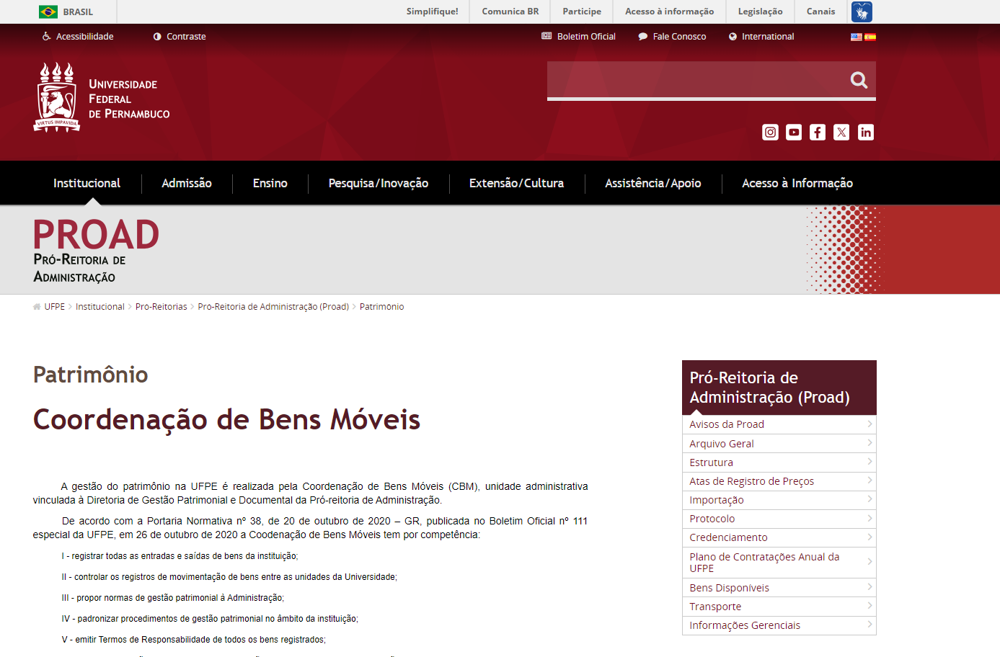 BRASIL
Simplifique!
Comunica BR
Participe
Acesso à informação
Legislação
Canais
Acessibilidade
Contraste
Boletim Oficial
Fale Conosco
International
UNIVERSIDADE
FEDERAL
DE PERNAMBUCO
VIRTUS IMPAVIDA
Institucional
Admissão
Ensino
Pesquisa/Inovação
Extensão/Cultura
Assistência/Apoio
Acesso à Informação
PROAD
PRÓ-REITORIA DE
ADMINISTRAÇÃO
UFPE > Institucional > Pró-Reitorias > Pró-Reitoria de Administração (Proad) > Patrimônio
Patrimônio
Coordenação de Bens Móveis
A gestão do patrimônio na UFPE é realizada pela Coordenação de Bens Móveis (CBM), unidade administrativa
vinculada à Diretoria de Gestão Patrimonial e Documental da Pró-reitoria de Administração.
De acordo com a Portaria Normativa nº 38, de 20 de outubro de 2020 – GR, publicada no Boletim Oficial nº 111
especial da UFPE, em 26 de outubro de 2020 a Coodenação de Bens Móveis tem por competência:
I - registrar todas as entradas e saídas de bens da instituição;
II - controlar os registros de movimentação de bens entre as unidades da Universidade;
III - propor normas de gestão patrimonial à Administração;
IV - padronizar procedimentos de gestão patrimonial no âmbito da instituição;
V - emitir Termos de Responsabilidade de todos os bens registrados;
Pró-Reitoria de
Administração (Proad)
Avisos da Proad
Arquivo Geral
Estrutura
Atas de Registro de Preços
Importação
Protocolo
Credenciamento
Plano de Contratações Anual da
UFPE
Bens Disponíveis
Transporte
Informações Gerenciais